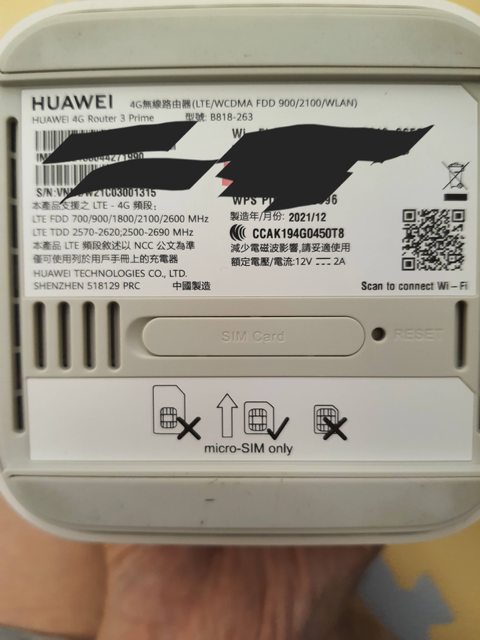 HUAWEI 4G無線路由器(LTE/WCDMA FDD 900/2100/WLAN)
HUAWEI 4G Router 3 Prime 型號: B818-263
本產品支援之 LTE - 4G 頻段:
LTE FDD 700/900/1800/2100/2600 MHz
LTE TDD 2570-2620;2500-2690 MHz
本產品 LTE 頻段敘述以 NCC 公文為準
僅可使用列於用戶手冊上的充電器
HUAWEI TECHNOLOGIES CO., LTD.
SHENZHEN 518129 PRC 中國製造
WPS
製造年/月份: 2021/12
CCAK194G0450T8
減少電磁波影響,請妥適使用
額定電壓/電流:12V ⎓ 2A
Scan to connect Wi-Fi
SIM Card
RESET
micro-SIM only